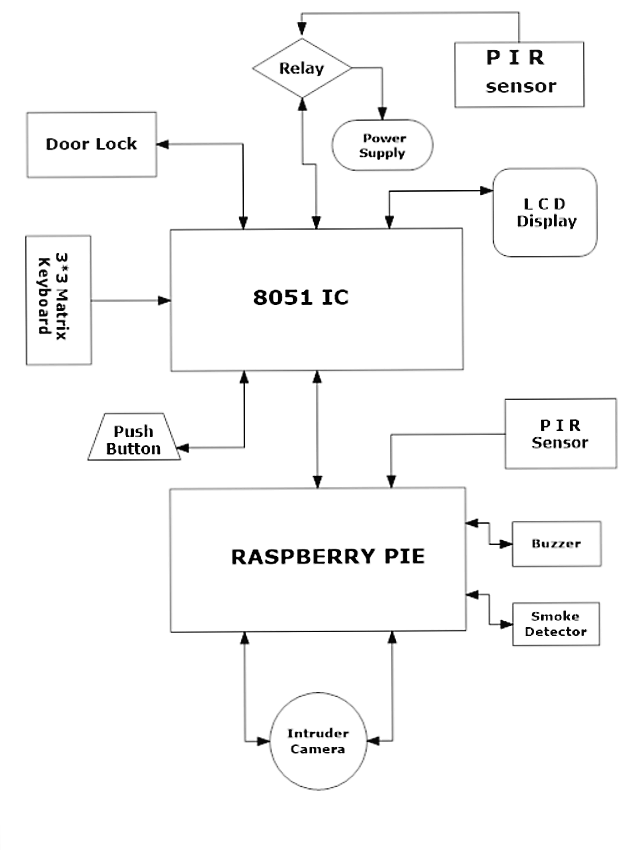 P I R
sensor
Relay
Power
Supply
Door Lock
L C D
Display
3*3 Matrix
Keyboard
8051 IC
Push
Button
P I R
Sensor
RASPBERRY PIE
Buzzer
Smoke
Detector
Intruder
Camera